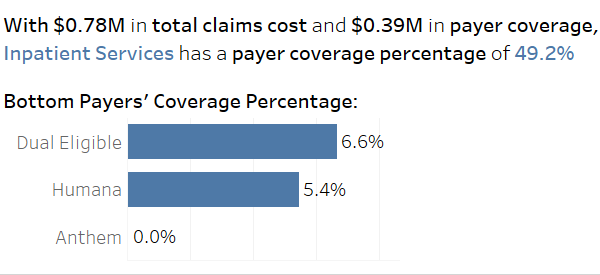 With $0.78M in total claims cost and $0.39M in payer coverage,
Inpatient Services has a payer coverage percentage of 49.2%
Bottom Payers’ Coverage Percentage:
Dual Eligible 6.6%
Humana 5.4%
Anthem 0.0%